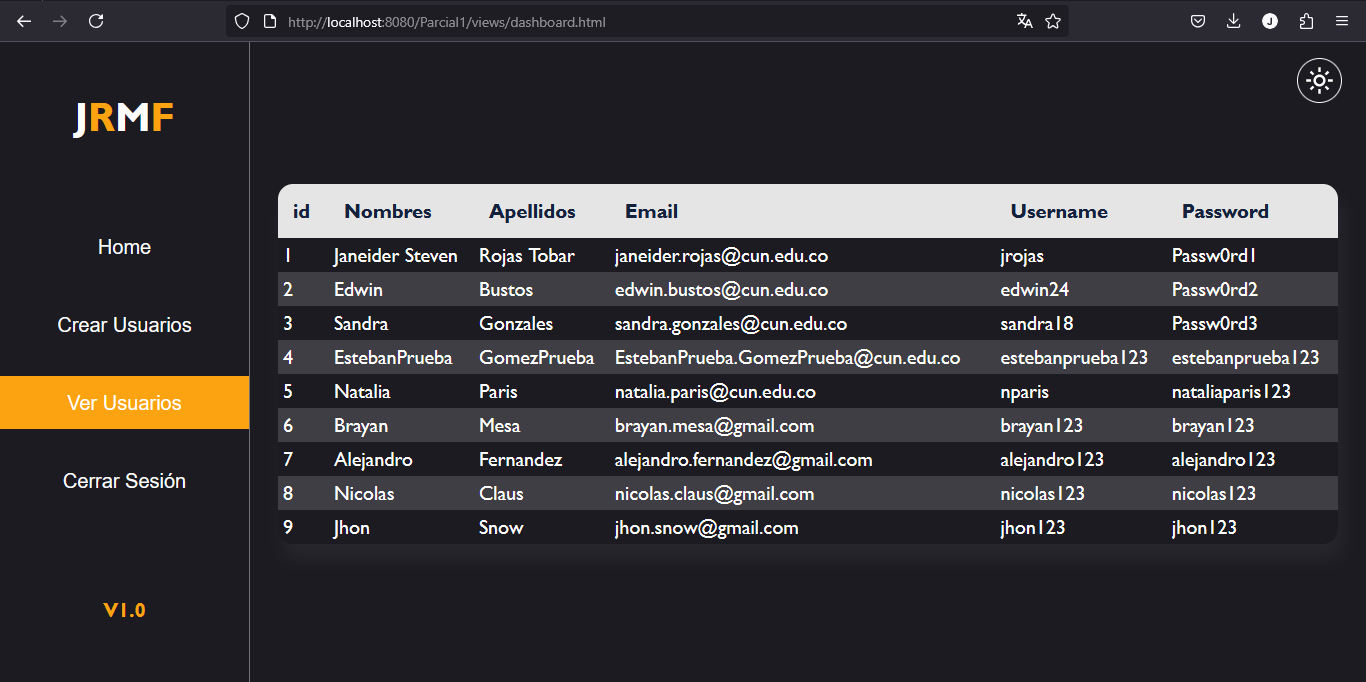 http://localhost:8080/Parcial1/views/dashboard.html
J
JRMF
Home
Crear Usuarios
Ver Usuarios
Cerrar Sesión
V1.0
id Nombres Apellidos Email Username Password
1 Janeider Steven Rojas Tobar janeider.rojas@cun.edu.co jrojas Passw0rd1
2 Edwin Bustos edwin.bustos@cun.edu.co edwin24 Passw0rd2
3 Sandra Gonzales sandra.gonzales@cun.edu.co sandra18 Passw0rd3
4 EstebanPrueba GomezPrueba EstebanPrueba.GomezPrueba@cun.edu.co estebanprueba123 estebanprueba123
5 Natalia Paris natalia.paris@cun.edu.co nparis nataliaparis123
6 Brayan Mesa brayan.mesa@gmail.com brayan123 brayan123
7 Alejandro Fernandez alejandro.fernandez@gmail.com alejandro123 alejandro123
8 Nicolas Claus nicolas.claus@gmail.com nicolas123 nicolas123
9 Jhon Snow jhon.snow@gmail.com jhon123 jhon123